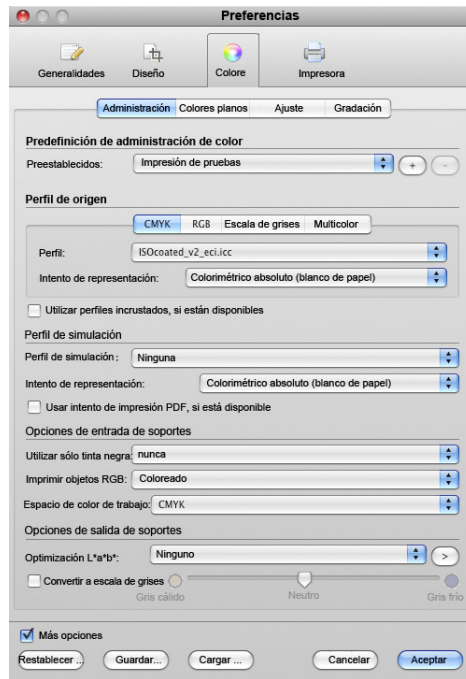 Preferencias
Generalidades Diseño Colore Impresora
Administración Colores planos Ajuste Gradación
Predefinición de administración de color
Preestablecidos: Impresión de pruebas + −
Perfil de origen
CMYK RGB Escala de grises Multicolor
Perfil: ISOcoated_v2_eci.icc
Intento de representación: Colorimétrico absoluto (blanco de papel)
Utilizar perfiles incrustados, si están disponibles
Perfil de simulación
Perfil de simulación : Ninguna
Intento de representación: Colorimétrico absoluto (blanco de papel)
Usar intento de impresión PDF, si está disponible
Opciones de entrada de soportes
Utilizar sólo tinta negra: nunca
Imprimir objetos RGB: Coloreado
Espacio de color de trabajo: CMYK
Opciones de salida de soportes
Optimización L*a*b*: Ninguno >
Convertir a escala de grises
Gris cálido Neutro Gris frío
Más opciones
Restablecer ... Guardar... Cargar ... Cancelar Aceptar